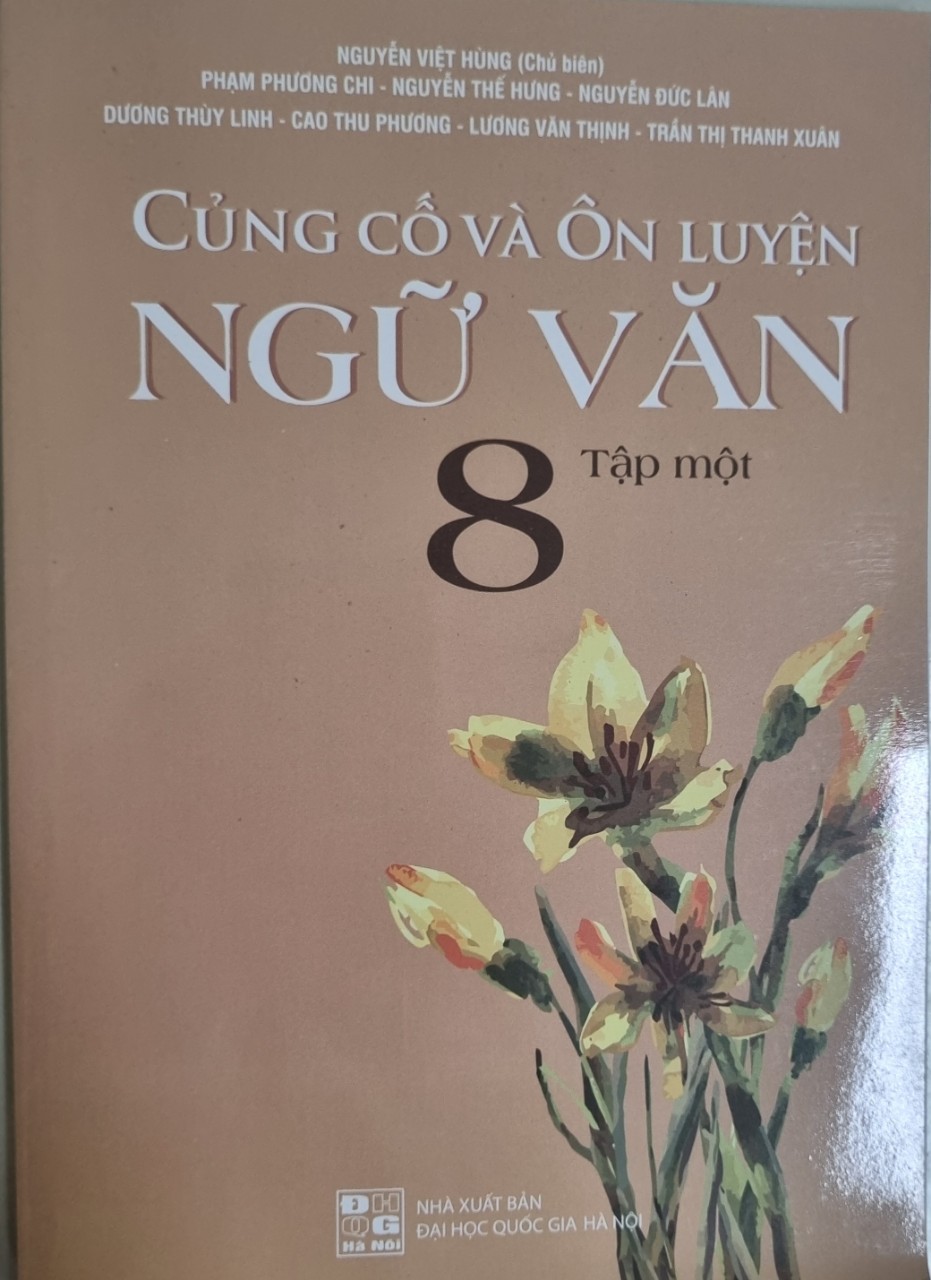 NGUYỄN VIỆT HÙNG (Chủ biên)
PHẠM PHƯƠNG CHI - NGUYỄN THẾ HƯNG - NGUYỄN ĐỨC LÂN
DƯƠNG THÙY LINH - CAO THU PHƯƠNG - LƯƠNG VĂN THỊNH - TRẦN THỊ THANH XUÂN
CỦNG CỐ VÀ ÔN LUYỆN
NGỮ VĂN
8 Tập một
ĐH
QG
Hà Nội
NHÀ XUẤT BẢN
ĐẠI HỌC QUỐC GIA HÀ NỘI